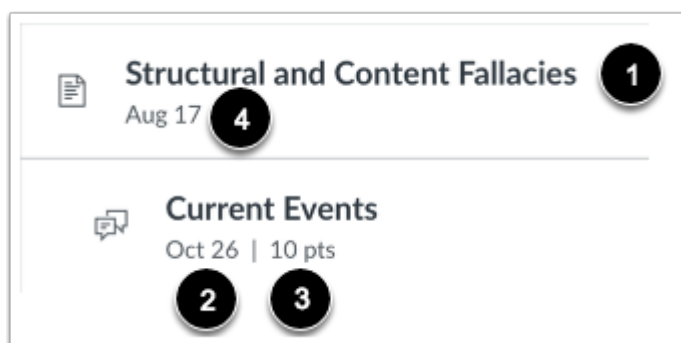 Structural and Content Fallacies 1
Aug 17 4
Current Events
Oct 26 | 10 pts
2 3